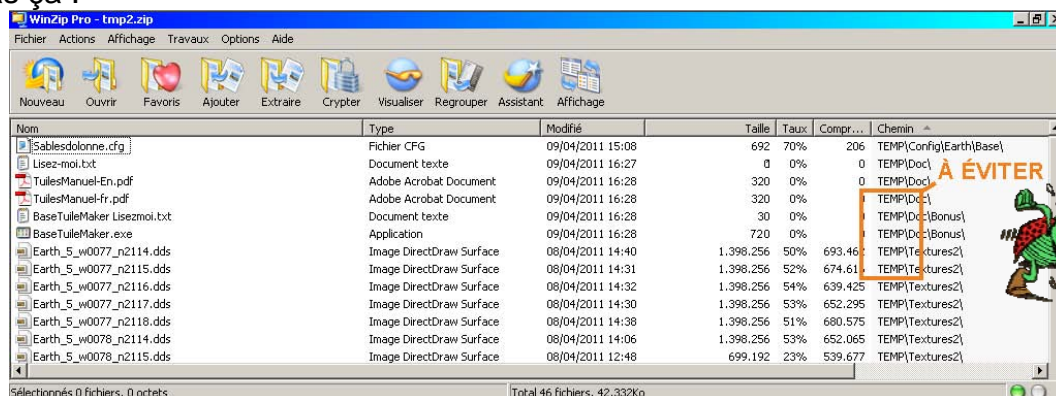 WinZip Pro - tmp2.zip
Fichier Actions Affichage Travaux Options Aide
Nouveau Ouvrir Favoris Ajouter Extraire Crypter Visualiser Regrouper Assistant Affichage
Nom Type Modifié Taille Taux Compr... Chemin
Sablesdolonne.cfg Fichier CFG 09/04/2011 15:08 692 70% 206 TEMP\Config\Earth\Base\
Lisez-moi.txt Document texte 09/04/2011 16:27 0 0% 0 TEMP\Doc\
À ÉVITER
TuilesManuel-En.pdf Adobe Acrobat Document 09/04/2011 16:28 320 0% 0 TEMP\Doc\
TuilesManuel-fr.pdf Adobe Acrobat Document 09/04/2011 16:28 320 0% TEMP\Doc\
BaseTuileMaker Lisezmoi.txt Document texte 09/04/2011 16:28 30 0% TEMP\Doc\Bonus\
BaseTuileMaker.exe Application 09/04/2011 16:28 720 0% TEMP\Doc\Bonus\
Earth_5_w0077_n2114.dds Image DirectDraw Surface 08/04/2011 14:40 1.398.256 50% TEMP\Textures2\
Earth_5_w0077_n2115.dds Image DirectDraw Surface 08/04/2011 14:31 1.398.256 52% TEMP\Textures2\
Earth_5_w0077_n2116.dds Image DirectDraw Surface 08/04/2011 14:32 1.398.256 54% 639.425 TEMP\Textures2\
Earth_5_w0077_n2117.dds Image DirectDraw Surface 08/04/2011 14:30 1.398.256 53% 652.295 TEMP\Textures2\
Earth_5_w0077_n2118.dds Image DirectDraw Surface 08/04/2011 14:38 1.398.256 51% 680.575 TEMP\Textures2\
Earth_5_w0078_n2114.dds Image DirectDraw Surface 08/04/2011 14:06 1.398.256 53% 652.065 TEMP\Textures2\
Earth_5_w0078_n2115.dds Image DirectDraw Surface 08/04/2011 12:48 699.192 23% 539.677 TEMP\Textures2\
Sélectionnés 0 fichiers, 0 octets Total 46 fichiers, 42.332Ko